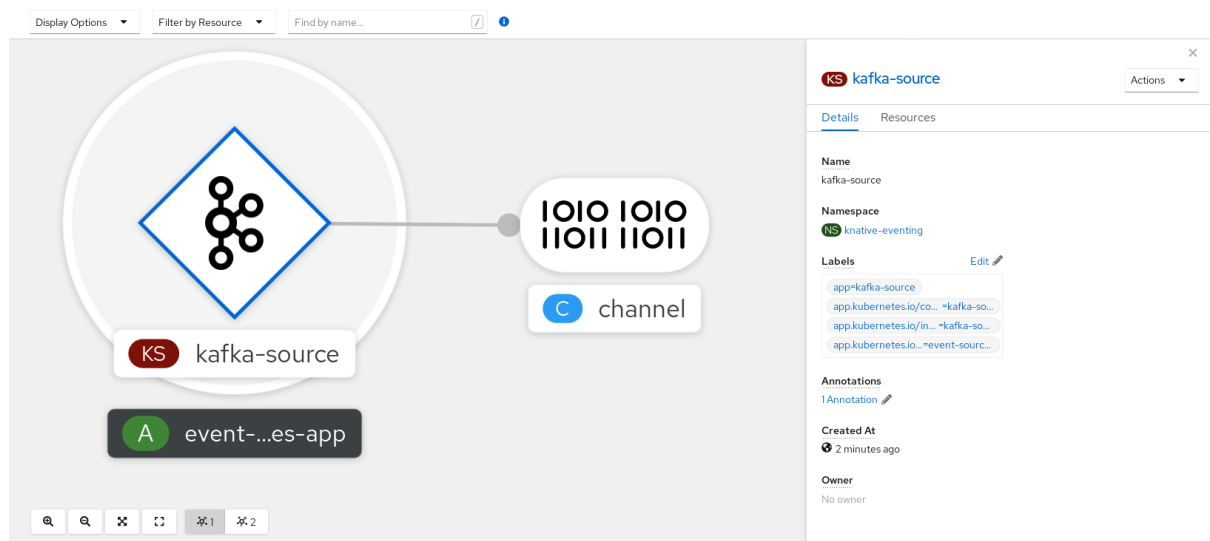 Display Options
Filter by Resource
Find by name...
/
KS kafka-source
Actions
Details
Resources
Name
kafka-source
Namespace
NS knative-eventing
Labels
Edit
app=kafka-source
app.kubernetes.io/co... =kafka-so...
app.kubernetes.io/in... =kafka-so...
app.kubernetes.io...=event-sourc...
Annotations
1 Annotation
Created At
2 minutes ago
Owner
No owner
1010 1010
11011 11011
C channel
KS kafka-source
A event-...es-app
1
2